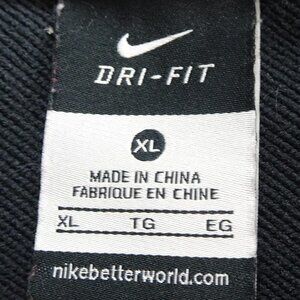 DRI-FIT
XL
MADE IN CHINA
FABRIQUE EN CHINE
XL TG EG
nikebetterworld.com